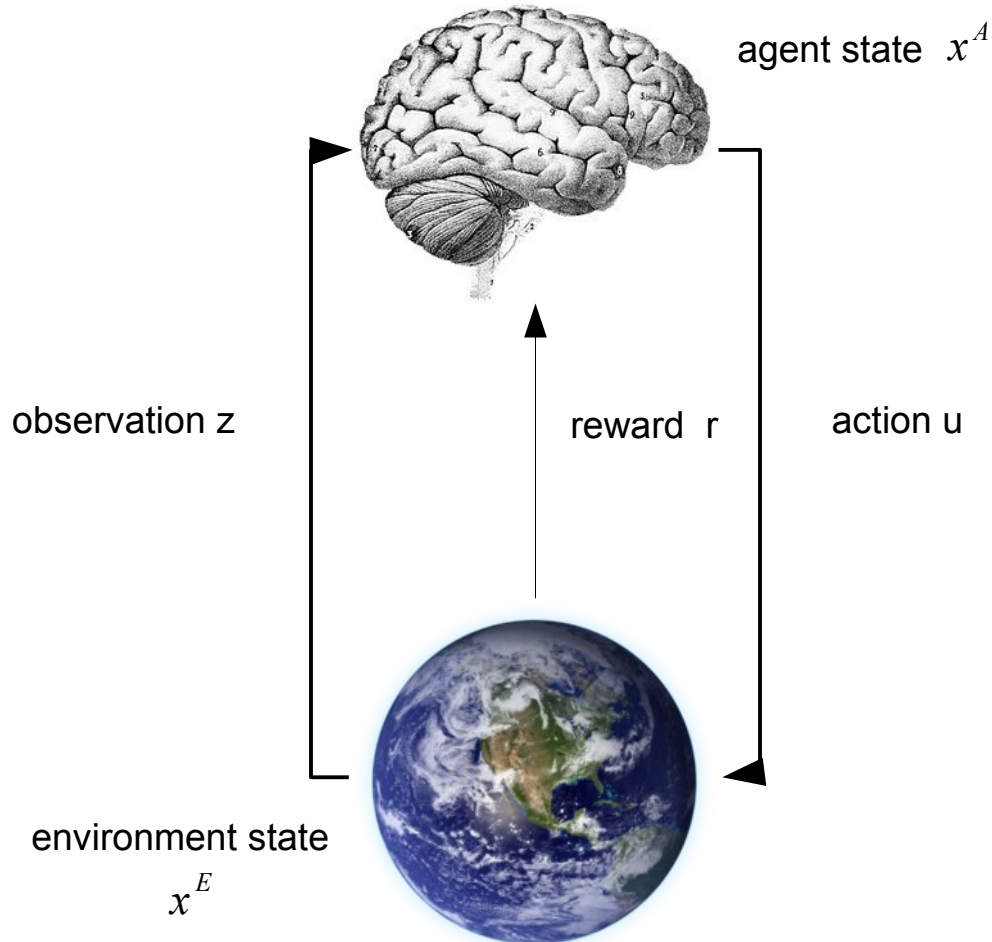 agent state x^A
observation z
reward r
action u
environment state
x^E